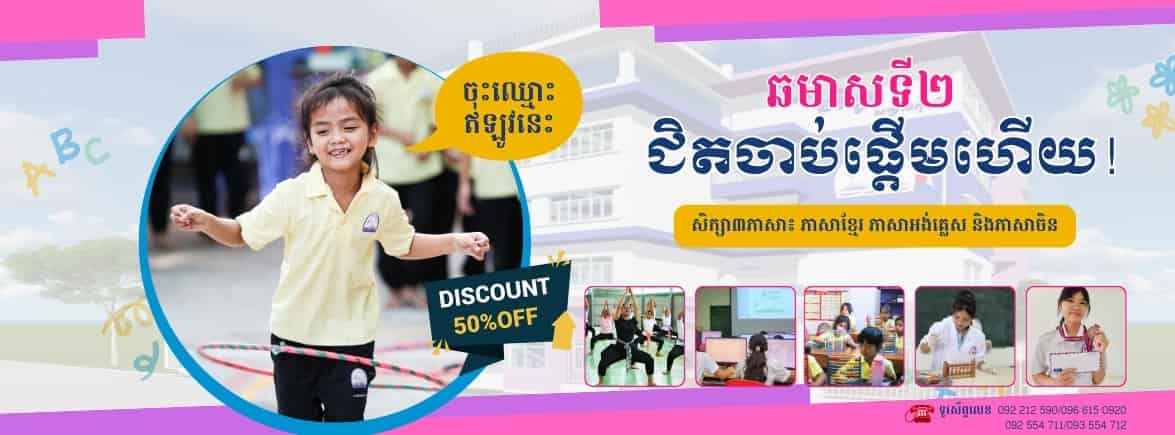 ចុះឈ្មោះ
ឥឡូវនេះ
ឆមាសទី២
ជិតចាប់ផ្ដើមហើយ!
សិក្សា៣ភាសា៖ ភាសាខ្មែរ ភាសាអង់គ្លេស និងភាសាចិន
DISCOUNT
50%OFF
ទូរស័ព្ទលេខ 092 212 590/096 615 0920
092 554 711/093 554 712
ABC
a